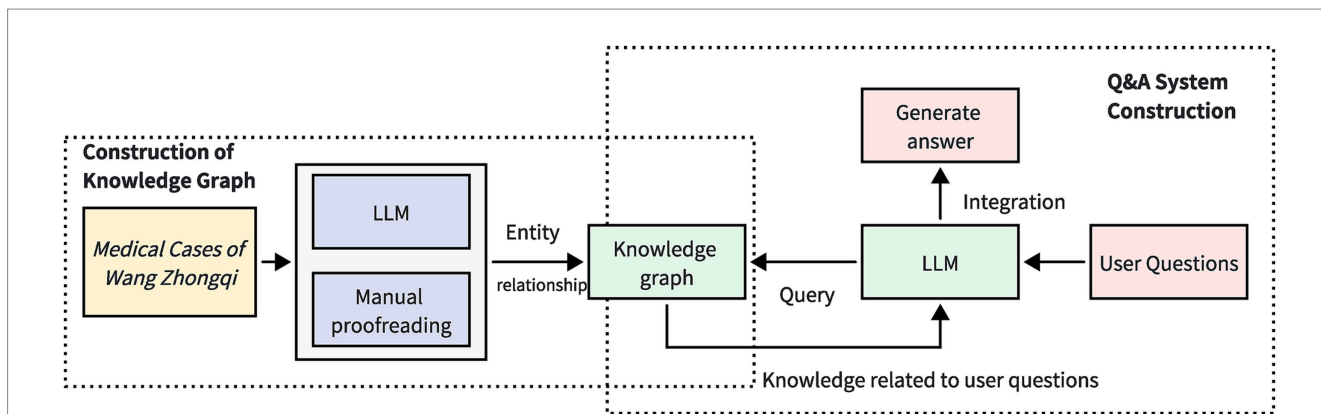 Construction of
Knowledge Graph
Medical Cases of
Wang Zhongqi
LLM
Manual
proofreading
Entity
relationship
Knowledge
graph
Query
Knowledge related to user questions
Q&A System
Construction
Generate
answer
Integration
LLM
User Questions